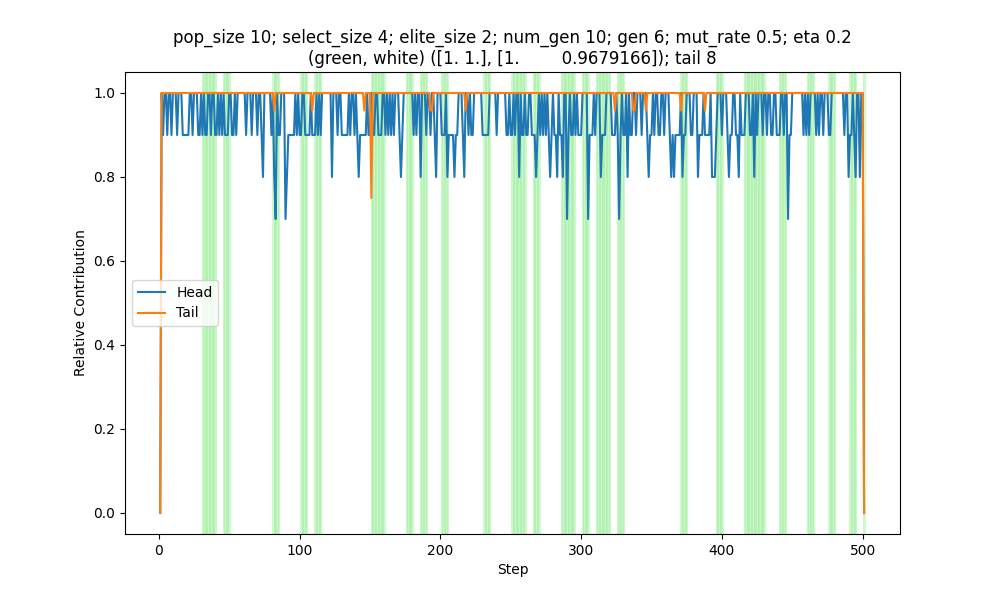 pop_size 10; select_size 4; elite_size 2; num_gen 10; gen 6; mut_rate 0.5; eta 0.2
(green, white) ([1. 1.], [1.         0.9679166]); tail 8
1.0
0.8
0.6
0.4
0.2
0.0
Relative Contribution
Head
Tail
0
100
200
300
400
500
Step